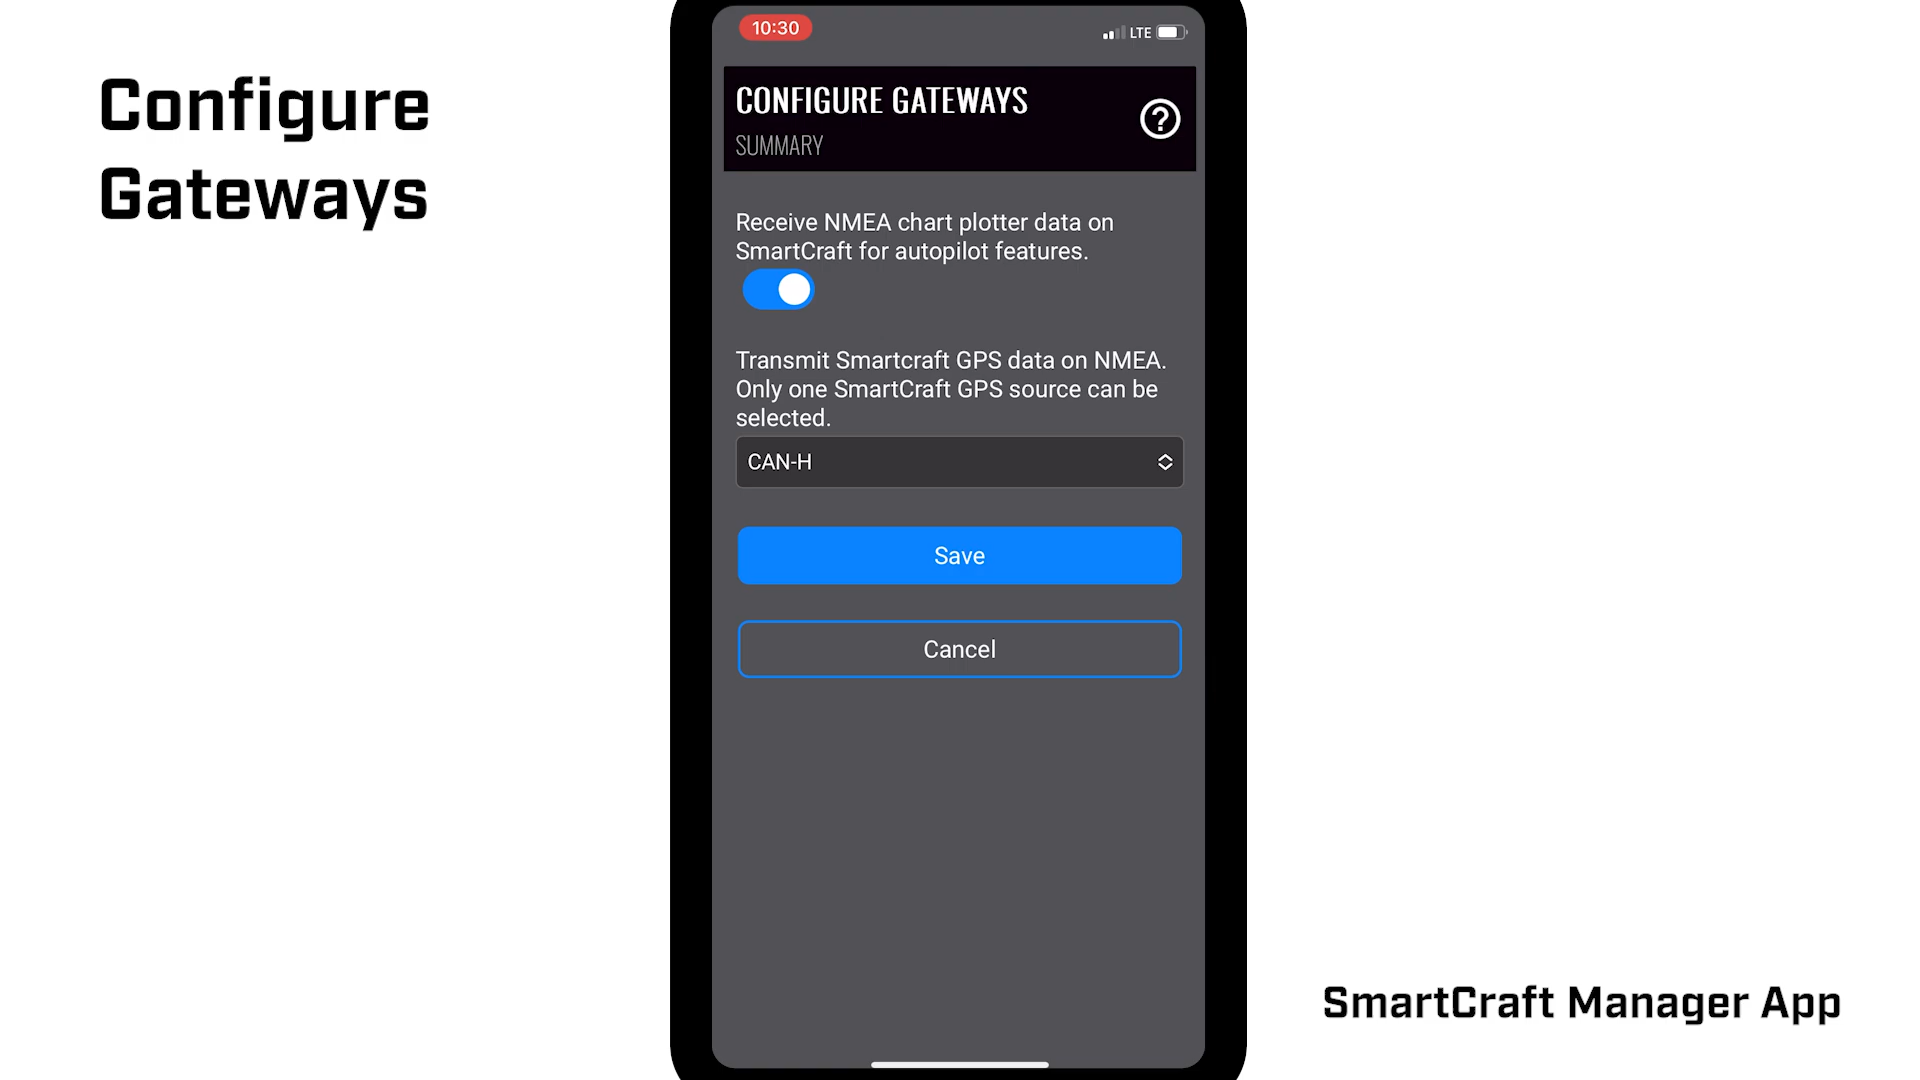 Configure
Gateways
10:30
LTE
CONFIGURE GATEWAYS
SUMMARY
?
Receive NMEA chart plotter data on
SmartCraft for autopilot features.
Transmit Smartcraft GPS data on NMEA.
Only one SmartCraft GPS source can be
selected.
CAN-H
Save
Cancel
SmartCraft Manager App